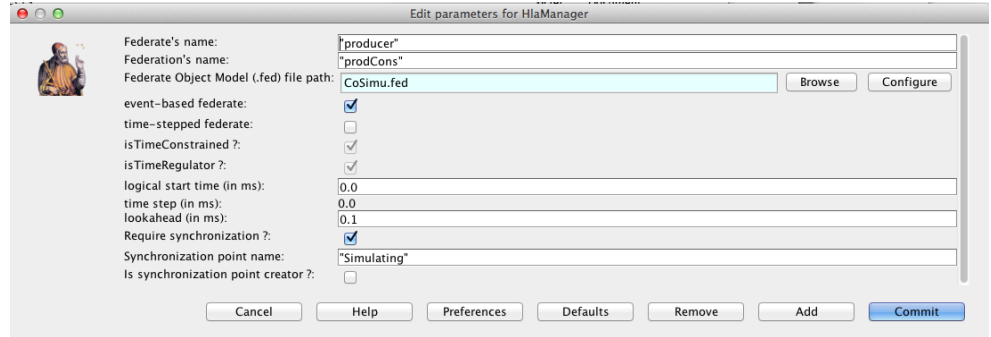 Edit parameters for HlaManager
Federate's name: "producer"
Federation's name: "prodCons"
Federate Object Model (.fed) file path: CoSimu.fed Browse Configure
event-based federate:
time-stepped federate:
isTimeConstrained ?:
isTimeRegulator ?:
logical start time (in ms): 0.0
time step (in ms): 0.0
lookahead (in ms): 0.1
Require synchronization ?:
Synchronization point name: "Simulating"
Is synchronization point creator ?:
Cancel Help Preferences Defaults Remove Add Commit